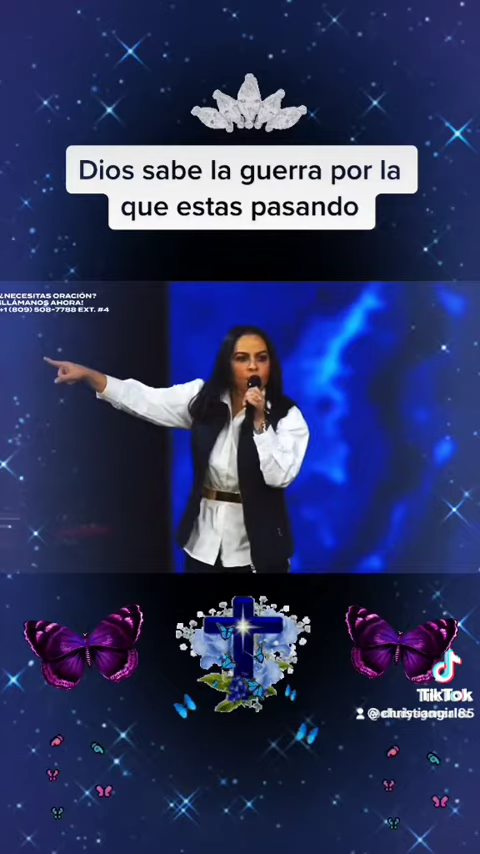 Dios sabe la guerra por la
que estas pasando
¿NECESITAS ORACIÓN?
¡LLÁMANOS AHORA!
+1 (809) 508-7788 EXT. #4
TikTok